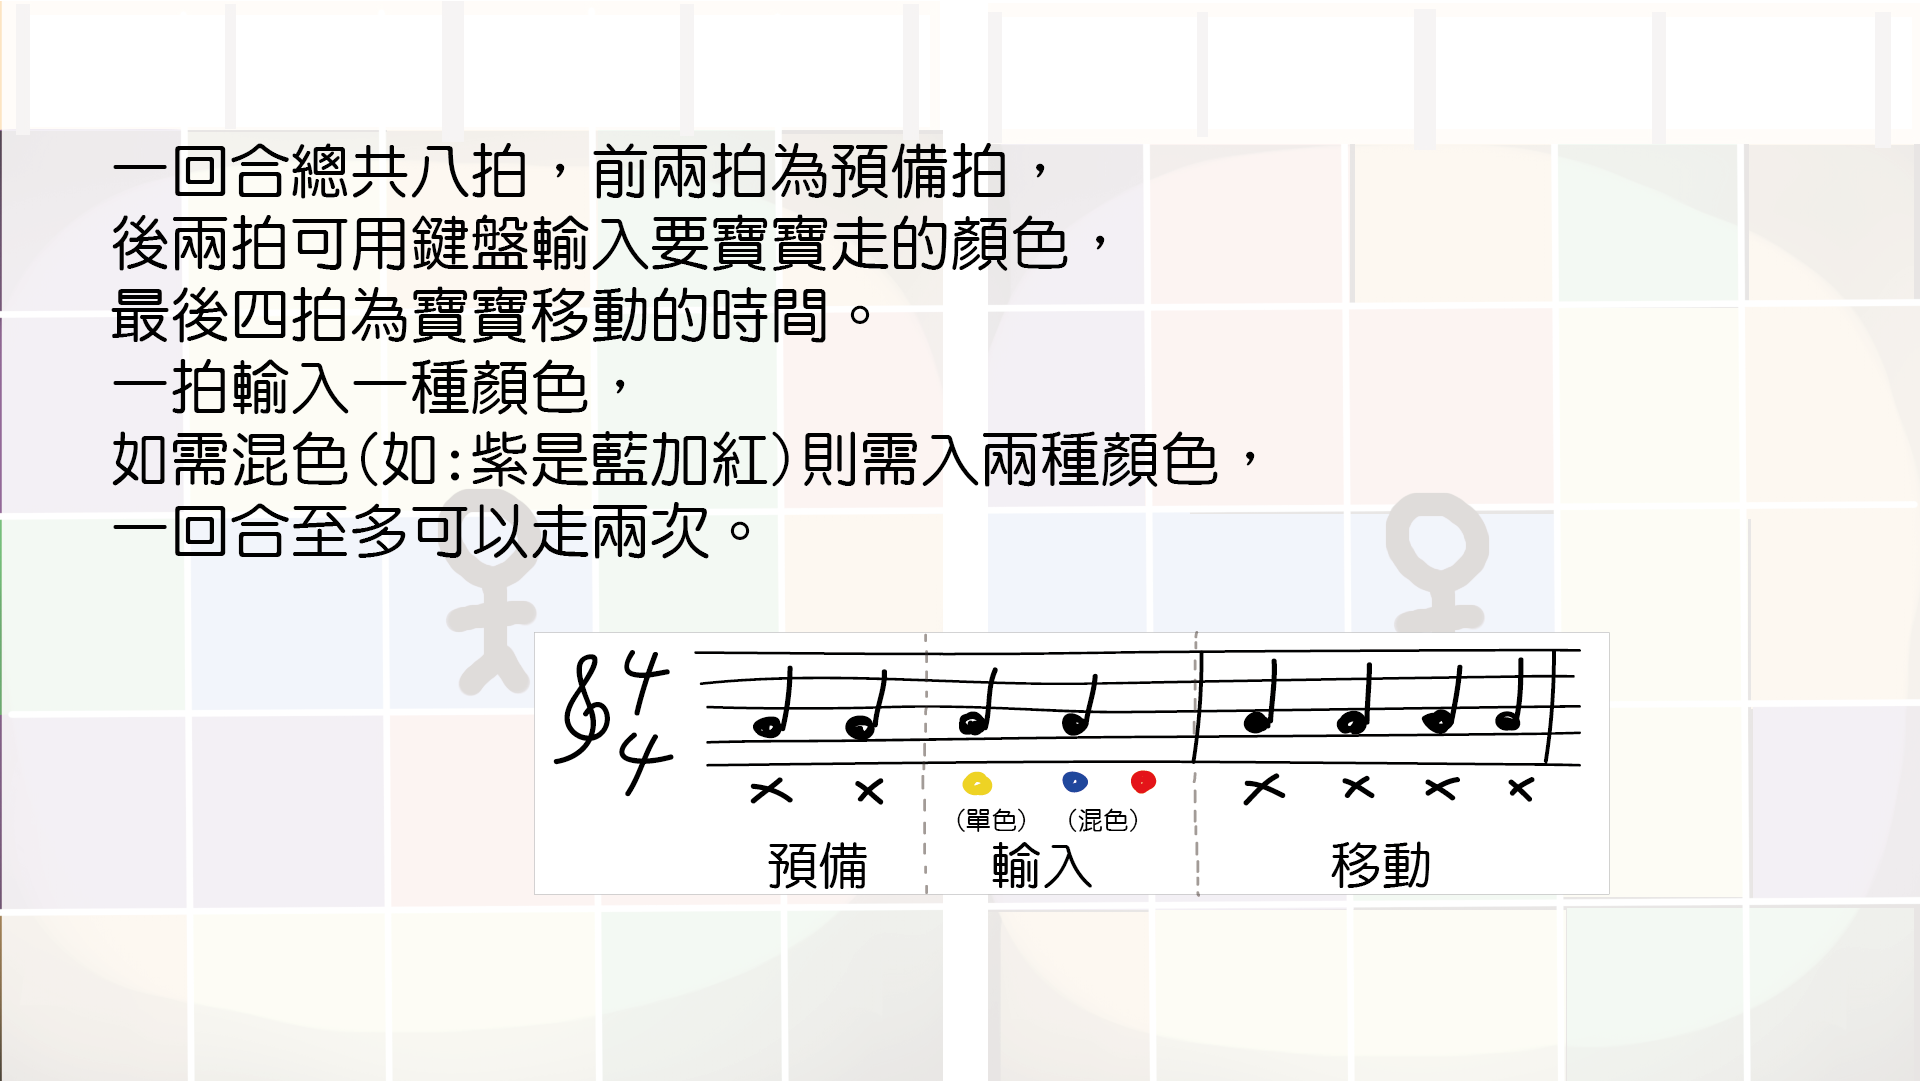 一回合總共八拍，前兩拍為預備拍，
後兩拍可用鍵盤輸入要寶寶走的顏色，
最後四拍為寶寶移動的時間。
一拍輸入一種顏色，
如需混色(如:紫是藍加紅)則需入兩種顏色，
一回合至多可以走兩次。
4
4
(單色) (混色)
預備 輸入 移動